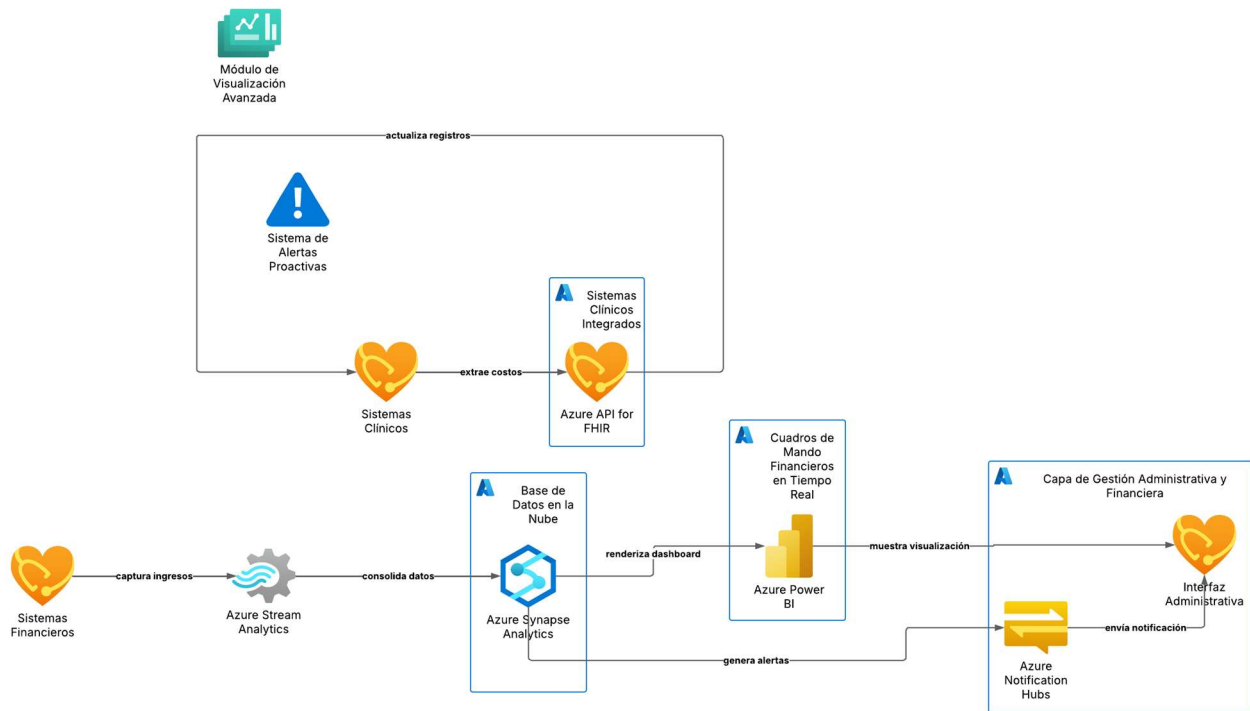 Módulo de
Visualización
Avanzada
actualiza registros
Sistema de
Alertas
Proactivas
Sistemas
Clínicos
Integrados
extrae costos
Sistemas
Clínicos
Azure API for
FHIR
Cuadros de
Mando
Financieros
en Tiempo
Real
Capa de Gestión Administrativa y
Financiera
Base de
Datos en la
Nube
renderiza dashboard
muestra visualización
captura ingresos
consolida datos
Sistemas
Financieros
Azure Stream
Analytics
Azure Synapse
Analytics
Azure Power
BI
Interfaz
Administrativa
envía notificación
genera alertas
Azure
Notification
Hubs